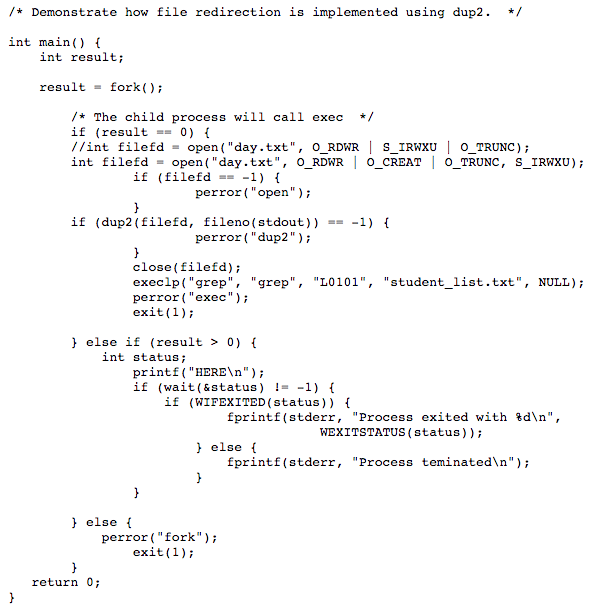 /* Demonstrate how file redirection is implemented using dup2.  */
int main() {
    int result;
    result = fork();
        /* The child process will call exec  */
        if (result == 0) {
        //int filefd = open("day.txt", O_RDWR | S_IRWXU | O_TRUNC);
        int filefd = open("day.txt", O_RDWR | O_CREAT | O_TRUNC, S_IRWXU);
                if (filefd == -1) {
                        perror("open");
                }
        if (dup2(filefd, fileno(stdout)) == -1) {
                        perror("dup2");
                }
                close(filefd);
                execlp("grep", "grep", "L0101", "student_list.txt", NULL);
                perror("exec");
                exit(1);
        } else if (result > 0) {
            int status;
                printf("HERE\n");
                if (wait(&status) != -1) {
                    if (WIFEXITED(status)) {
                            fprintf(stderr, "Process exited with %d\n",
                                        WEXITSTATUS(status));
                        } else {
                            fprintf(stderr, "Process teminated\n");
                        }
                }
        } else {
            perror("fork");
                exit(1);
        }
   return 0;
}